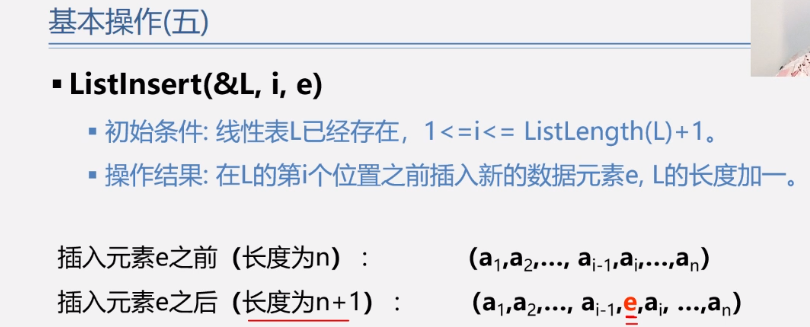 基本操作(五)
▪ ListInsert(&L, i, e)
▪ 初始条件: 线性表L已经存在，1<=i<= ListLength(L)+1。
▪ 操作结果: 在L的第i个位置之前插入新的数据元素e, L的长度加一。
插入元素e之前（长度为n）： (a1,a2,…, ai-1,ai,…,an)
插入元素e之后（长度为n+1）： (a1,a2,…, ai-1,e,ai, …,an)